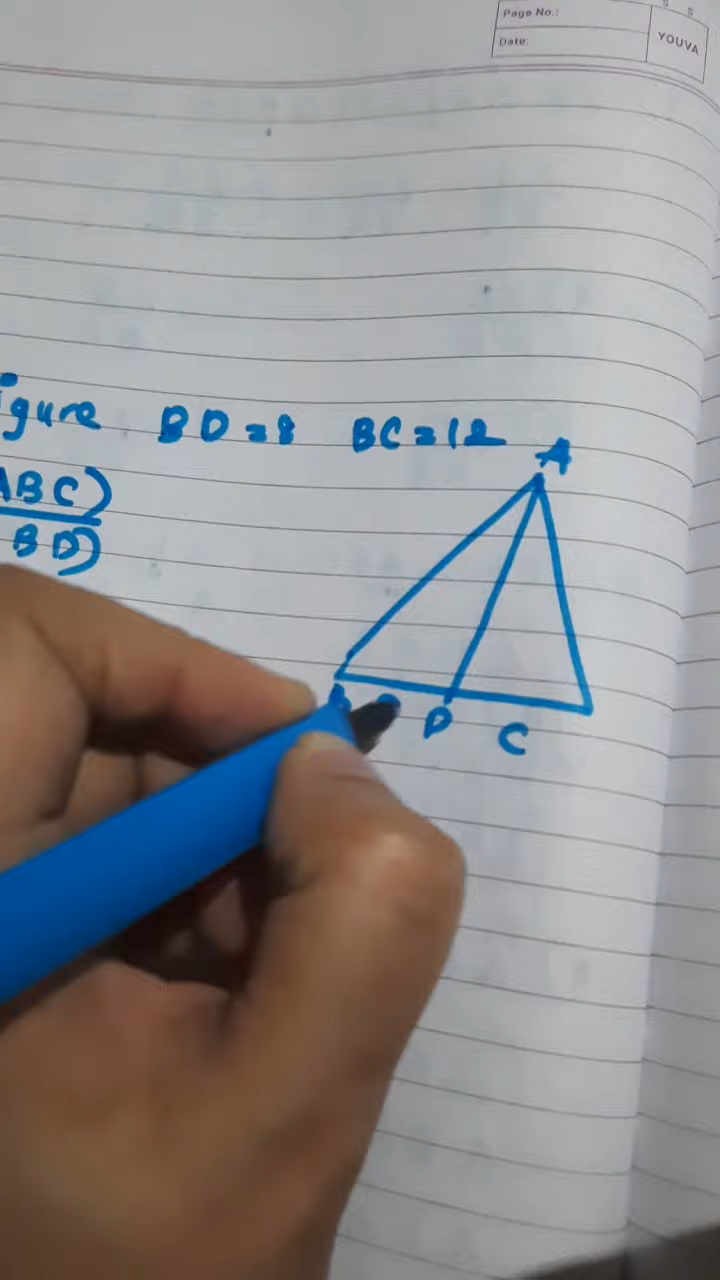 Page No.:
Date:
YOUVA
igure BD=8 BC=12
ABC)
BD)
A
D
C